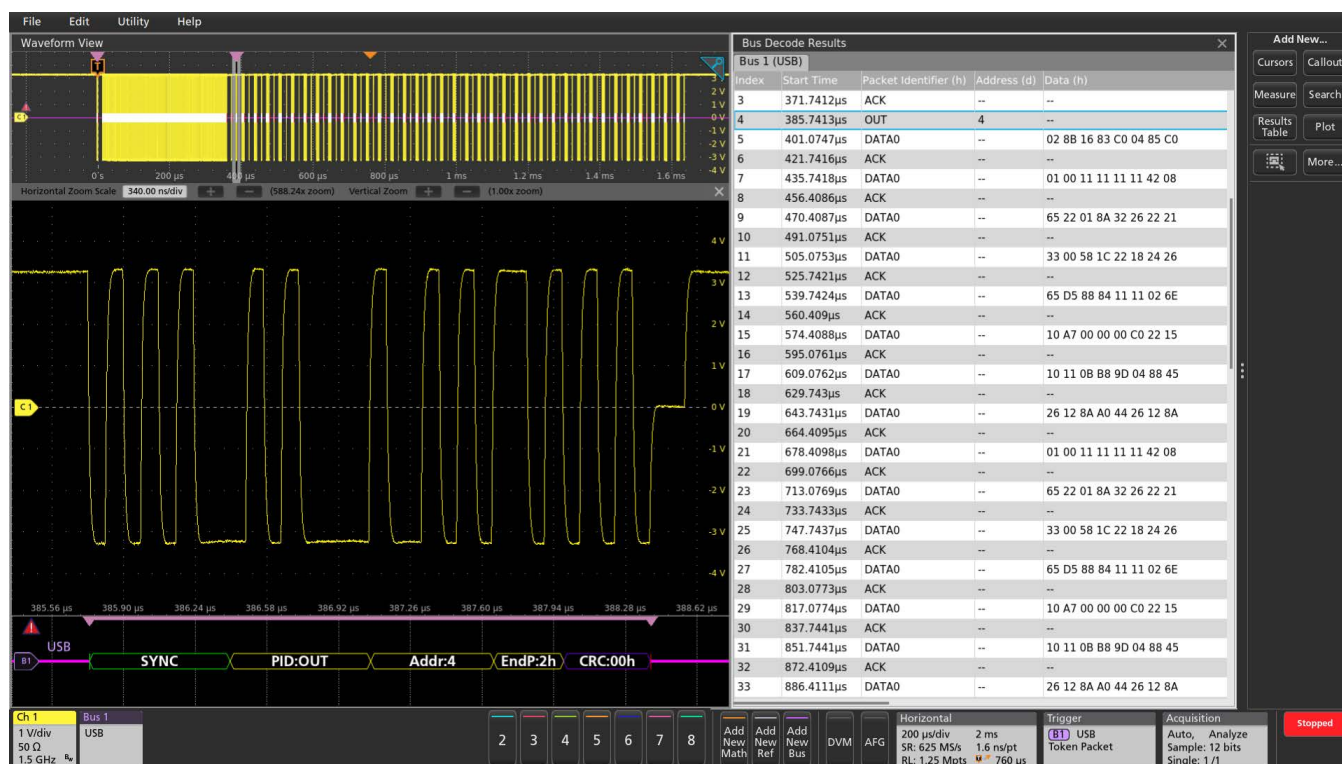 File Edit Utility Help
Waveform View
T
3 V
2 V
1 V
0 V
-1 V
-2 V
-3 V
-4 V
C1
0 s 200 µs 400 µs 600 µs 800 µs 1 ms 1.2 ms 1.4 ms 1.6 ms
Horizontal Zoom Scale 340.00 ns/div + − (588.24x zoom) Vertical Zoom + − (1.00x zoom) ✕
4 V
3 V
2 V
1 V
0 V
-1 V
-2 V
-3 V
-4 V
C1
385.56 µs 385.90 µs 386.24 µs 386.58 µs 386.92 µs 387.26 µs 387.60 µs 387.94 µs 388.28 µs 388.62 µs
USB
B1 SYNC PID:OUT Addr:4 EndP:2h CRC:00h
Bus Decode Results ✕
Bus 1 (USB)
Index Start Time Packet Identifier (h) Address (d) Data (h)
3 371.7412µs ACK -- --
4 385.7413µs OUT 4 --
5 401.0747µs DATA0 -- 02 8B 16 83 C0 04 85 C0
6 421.7416µs ACK -- --
7 435.7418µs DATA0 -- 01 00 11 11 11 11 42 08
8 456.4086µs ACK -- --
9 470.4087µs DATA0 -- 65 22 01 8A 32 26 22 21
10 491.0751µs ACK -- --
11 505.0753µs DATA0 -- 33 00 58 1C 22 18 24 26
12 525.7421µs ACK -- --
13 539.7424µs DATA0 -- 65 D5 88 84 11 11 02 6E
14 560.409µs ACK -- --
15 574.4088µs DATA0 -- 10 A7 00 00 00 C0 22 15
16 595.0761µs ACK -- --
17 609.0762µs DATA0 -- 10 11 0B B8 9D 04 88 45
18 629.743µs ACK -- --
19 643.7431µs DATA0 -- 26 12 8A A0 44 26 12 8A
20 664.4095µs ACK -- --
21 678.4098µs DATA0 -- 01 00 11 11 11 11 42 08
22 699.0766µs ACK -- --
23 713.0769µs DATA0 -- 65 22 01 8A 32 26 22 21
24 733.7433µs ACK -- --
25 747.7437µs DATA0 -- 33 00 58 1C 22 18 24 26
26 768.4104µs ACK -- --
27 782.4105µs DATA0 -- 65 D5 88 84 11 11 02 6E
28 803.0773µs ACK -- --
29 817.0774µs DATA0 -- 10 A7 00 00 00 C0 22 15
30 837.7441µs ACK -- --
31 851.7441µs DATA0 -- 10 11 0B B8 9D 04 88 45
32 872.4109µs ACK -- --
33 886.4111µs DATA0 -- 26 12 8A A0 44 26 12 8A
Add New...
Cursors Callout
Measure Search
Results Table Plot
More...
Ch 1
1 V/div
50 Ω
1.5 GHz Bw
Bus 1
USB
2 3 4 5 6 7 8
Add New Math
Add New Ref
Add New Bus
DVM AFG
Horizontal
200 µs/div 2 ms
SR: 625 MS/s 1.6 ns/pt
RL: 1.25 Mpts 760 µs
Trigger
B1 USB
Token Packet
Acquisition
Auto, Analyze
Sample: 12 bits
Single: 1/1
Stopped